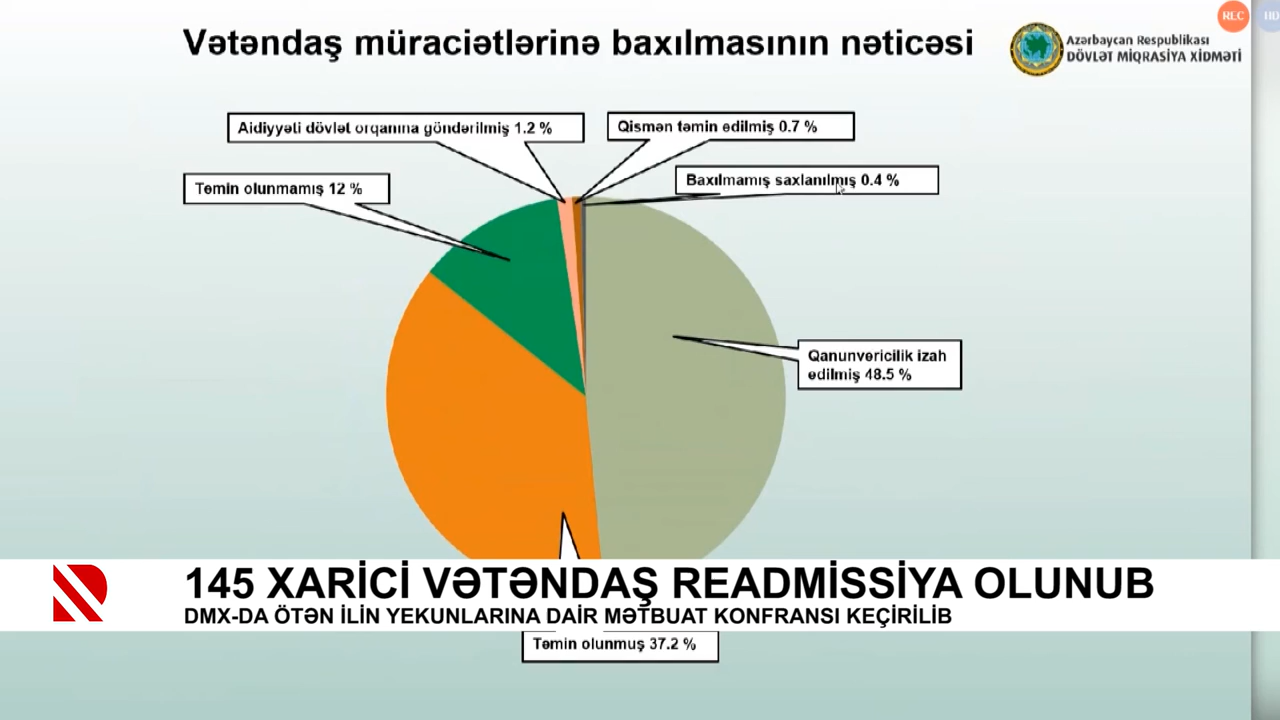 REC
HD
Vətəndaş müraciətlərinə baxılmasının nəticəsi
Azərbaycan Respublikası
DÖVLƏT MİQRASİYA XİDMƏTİ
Aidiyyəti dövlət orqanına göndərilmiş 1.2 %
Qismən təmin edilmiş 0.7 %
Təmin olunmamış 12 %
Baxılmamış saxlanılmış 0.4 %
Qanunvericilik izah
edilmiş 48.5 %
145 XARİCİ VƏTƏNDAŞ READMİSSİYA OLUNUB
DMX-DA ÖTƏN İLİN YEKUNLARINA DAİR MƏTBUAT KONFRANSI KEÇİRİLİB
Təmin olunmuş 37.2 %